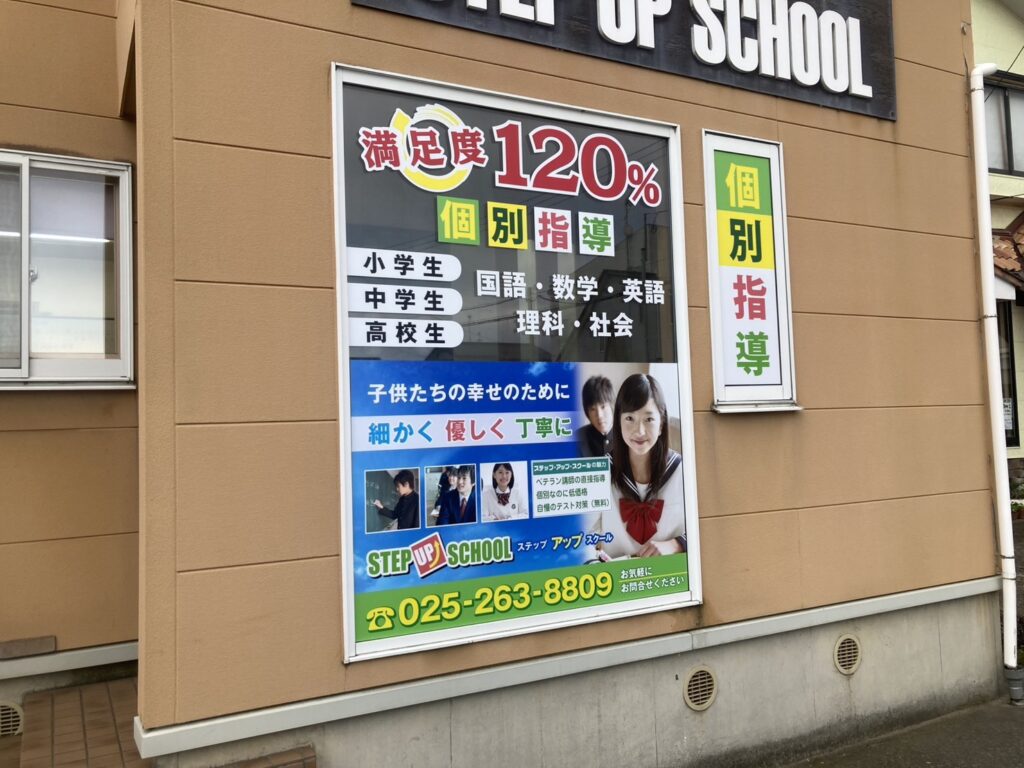 STEP UP SCHOOL
満足度 120%
個別指導
小学生
中学生
高校生
国語・数学・英語
理科・社会
子供たちの幸せのために
細かく 優しく 丁寧に
ステップ・アップ・スクールの魅力
ベテラン講師の直接指導
個別なのに低価格
自慢のテスト対策(無料)
STEP UP SCHOOL ステップ アップ スクール
☎025-263-8809
お気軽に
お問合せください
個別指導